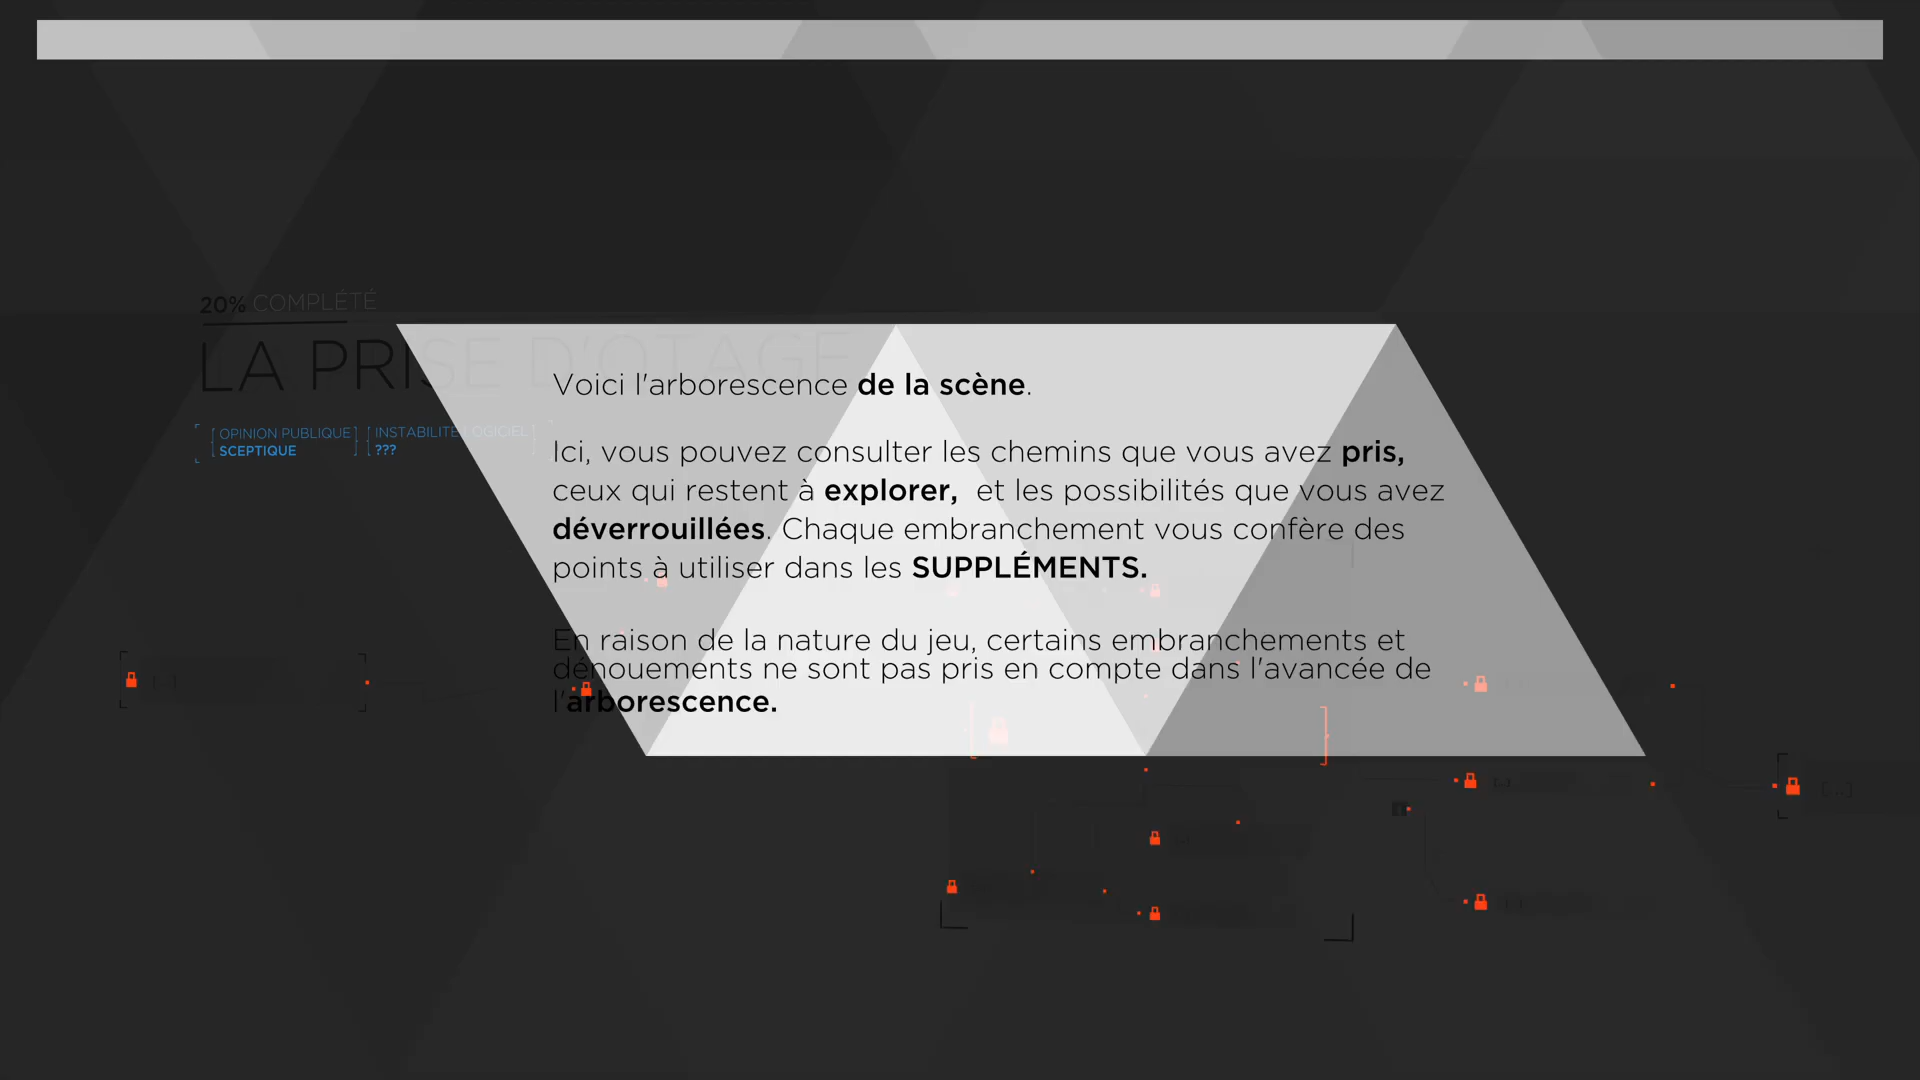 20% COMPLÉTÉ
LA PRISE D'OTAGE
OPINION PUBLIQUE
SCEPTIQUE
INSTABILITÉ LOGICIEL
???
Voici l'arborescence de la scène.
Ici, vous pouvez consulter les chemins que vous avez pris,
ceux qui restent à explorer, et les possibilités que vous avez
déverrouillées. Chaque embranchement vous confère des
points à utiliser dans les SUPPLÉMENTS.
En raison de la nature du jeu, certains embranchements et
dénouements ne sont pas pris en compte dans l'avancée de
l'arborescence.